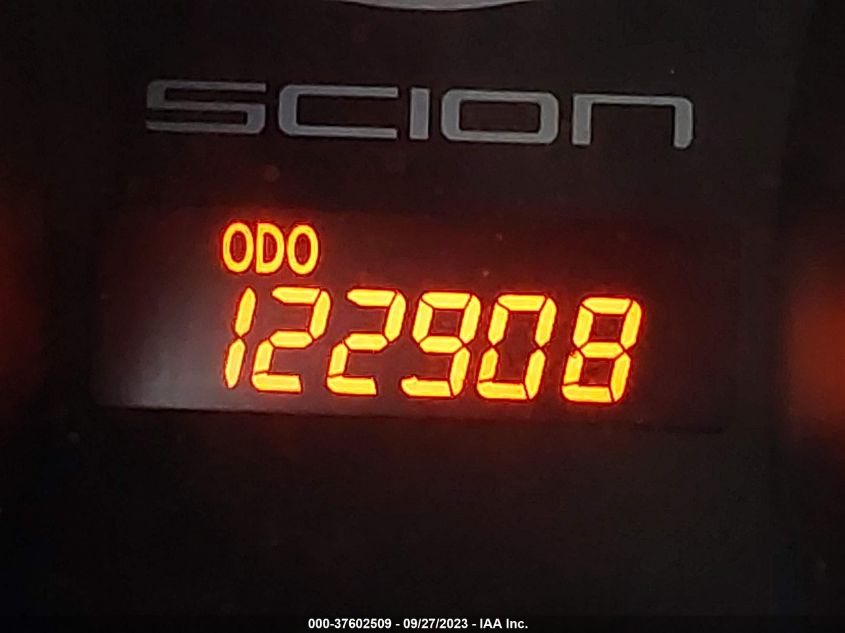 SCION
ODO
122908
000-37602509 - 09/27/2023 - IAA Inc.